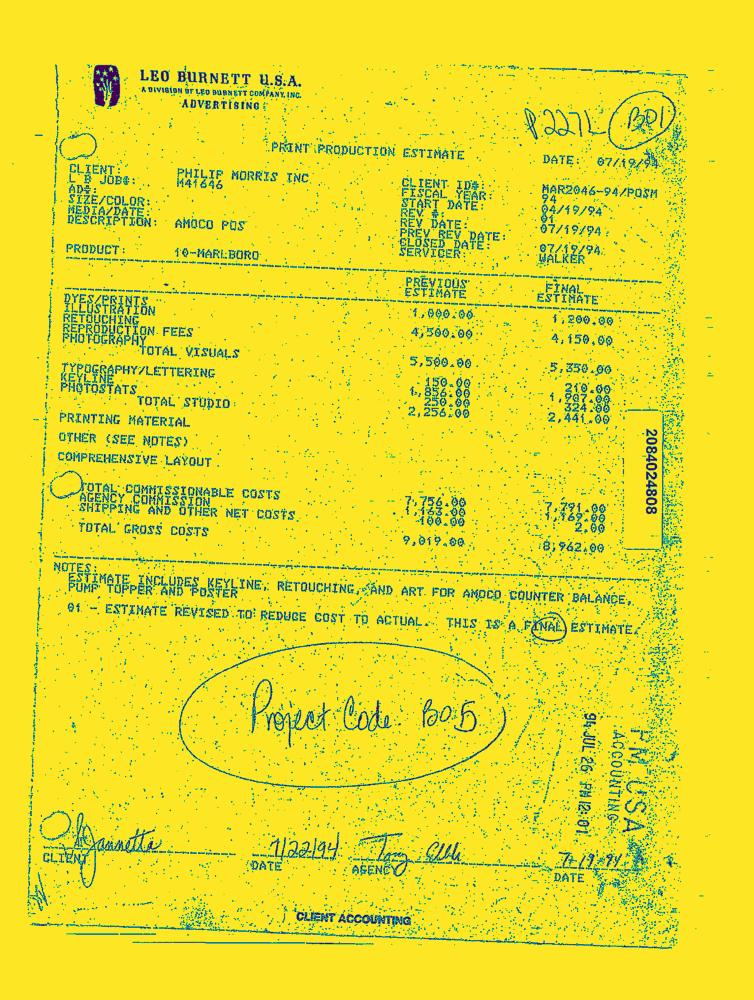 LEO BURNETT U.S.A.
A DIVISION OF LEO BURNETT COMPANY, INC.
ADVERTISING
P227L B01
PRINT PRODUCTION ESTIMATE
DATE: 07/19/94
CLIENT: PHILIP MORRIS INC
L B JOB#: M41646
AD#:
SIZE/COLOR:
MEDIA/DATE:
DESCRIPTION: AMOCO POS
PRODUCT: 10-MARLBORO
CLIENT ID#: MAR2046-94/POSM
FISCAL YEAR: 94
START DATE: 04/19/94
REV #: 01
REV DATE: 07/19/94
PREV REV DATE:
CLOSED DATE: 07/19/94
SERVICER: WALKER
PREVIOUS ESTIMATE FINAL ESTIMATE
DYES/PRINTS
ILLUSTRATION 1,000.00 1,200.00
RETOUCHING 4,500.00 4,150.00
REPRODUCTION FEES
PHOTOGRAPHY
TOTAL VISUALS 5,500.00 5,350.00
TYPOGRAPHY/LETTERING 150.00 210.00
KEYLINE 1,856.00 1,907.00
PHOTOSTATS 250.00 324.00
TOTAL STUDIO 2,256.00 2,441.00
PRINTING MATERIAL
OTHER (SEE NOTES)
COMPREHENSIVE LAYOUT
TOTAL COMMISSIONABLE COSTS 7,756.00 7,791.00
AGENCY COMMISSION 1,163.00 1,169.00
SHIPPING AND OTHER NET COSTS 100.00 2.00
TOTAL GROSS COSTS 9,019.00 8,962.00
2084024808
NOTES:
ESTIMATE INCLUDES KEYLINE, RETOUCHING, AND ART FOR AMOCO COUNTER BALANCE,
PUMP TOPPER AND POSTER
01 - ESTIMATE REVISED TO REDUCE COST TO ACTUAL. THIS IS A FINAL ESTIMATE.
Project Code B05
PM USA
ACCOUNTING
94 JUL 26 PM 12:01
Jannetta 7/22/94 Tony 7-19-94
CLIENT DATE AGENCY DATE
CLIENT ACCOUNTING